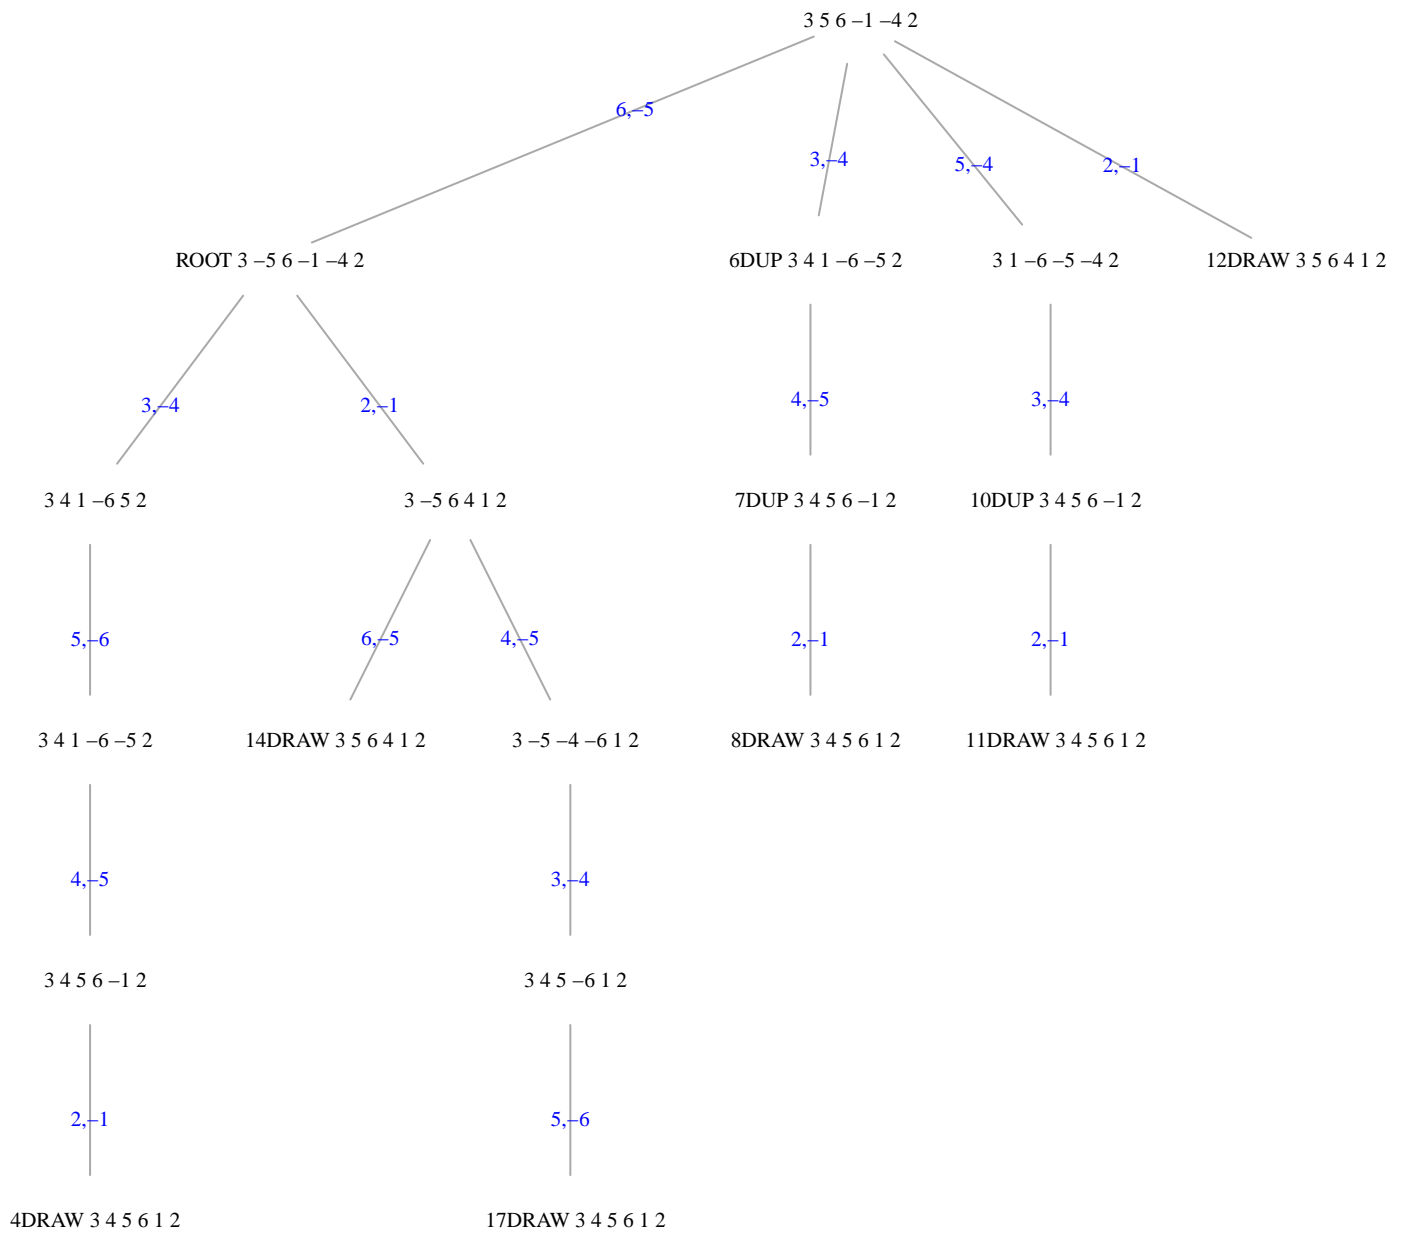 3 5 6 –1 –4 2
6,–5
3,–4
5,–4
2,–1
ROOT 3 –5 6 –1 –4 2
6DUP 3 4 1 –6 –5 2
3 1 –6 –5 –4 2
12DRAW 3 5 6 4 1 2
3,–4
2,–1
4,–5
3,–4
3 4 1 –6 5 2
3 –5 6 4 1 2
7DUP 3 4 5 6 –1 2
10DUP 3 4 5 6 –1 2
5,–6
6,–5
4,–5
2,–1
2,–1
3 4 1 –6 –5 2
14DRAW 3 5 6 4 1 2
3 –5 –4 –6 1 2
8DRAW 3 4 5 6 1 2
11DRAW 3 4 5 6 1 2
4,–5
3,–4
3 4 5 6 –1 2
3 4 5 –6 1 2
2,–1
5,–6
4DRAW 3 4 5 6 1 2
17DRAW 3 4 5 6 1 2